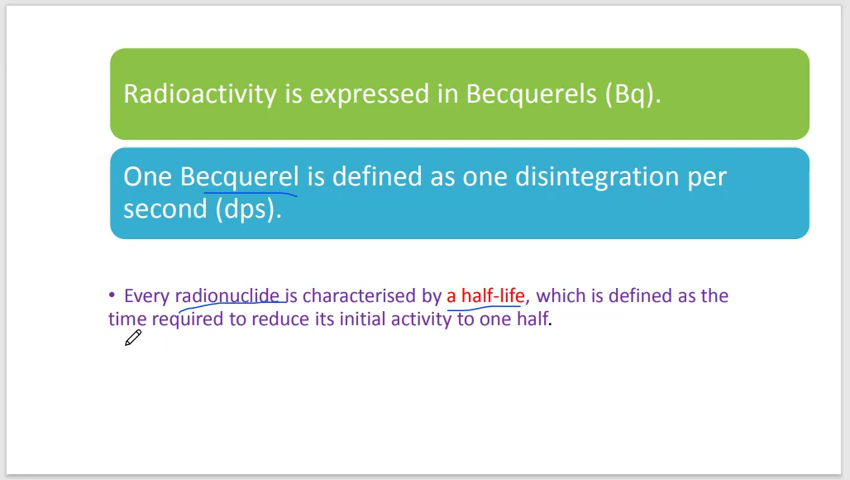 Radioactivity is expressed in Becquerels (Bq).
One Becquerel is defined as one disintegration per
second (dps).
• Every radionuclide is characterised by a half-life, which is defined as the
time required to reduce its initial activity to one half.